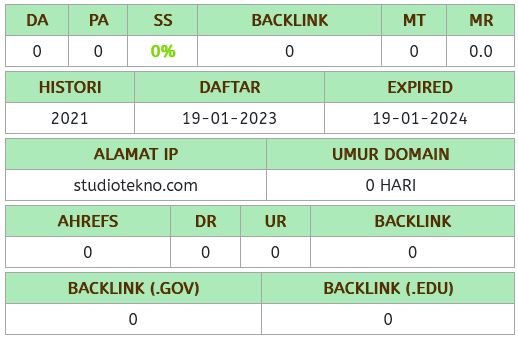 DA PA SS BACKLINK MT MR
0 0 0% 0 0 0.0
HISTORI DAFTAR EXPIRED
2021 19-01-2023 19-01-2024
ALAMAT IP UMUR DOMAIN
studiotekno.com 0 HARI
AHREFS DR UR BACKLINK
0 0 0 0
BACKLINK (.GOV) BACKLINK (.EDU)
0 0